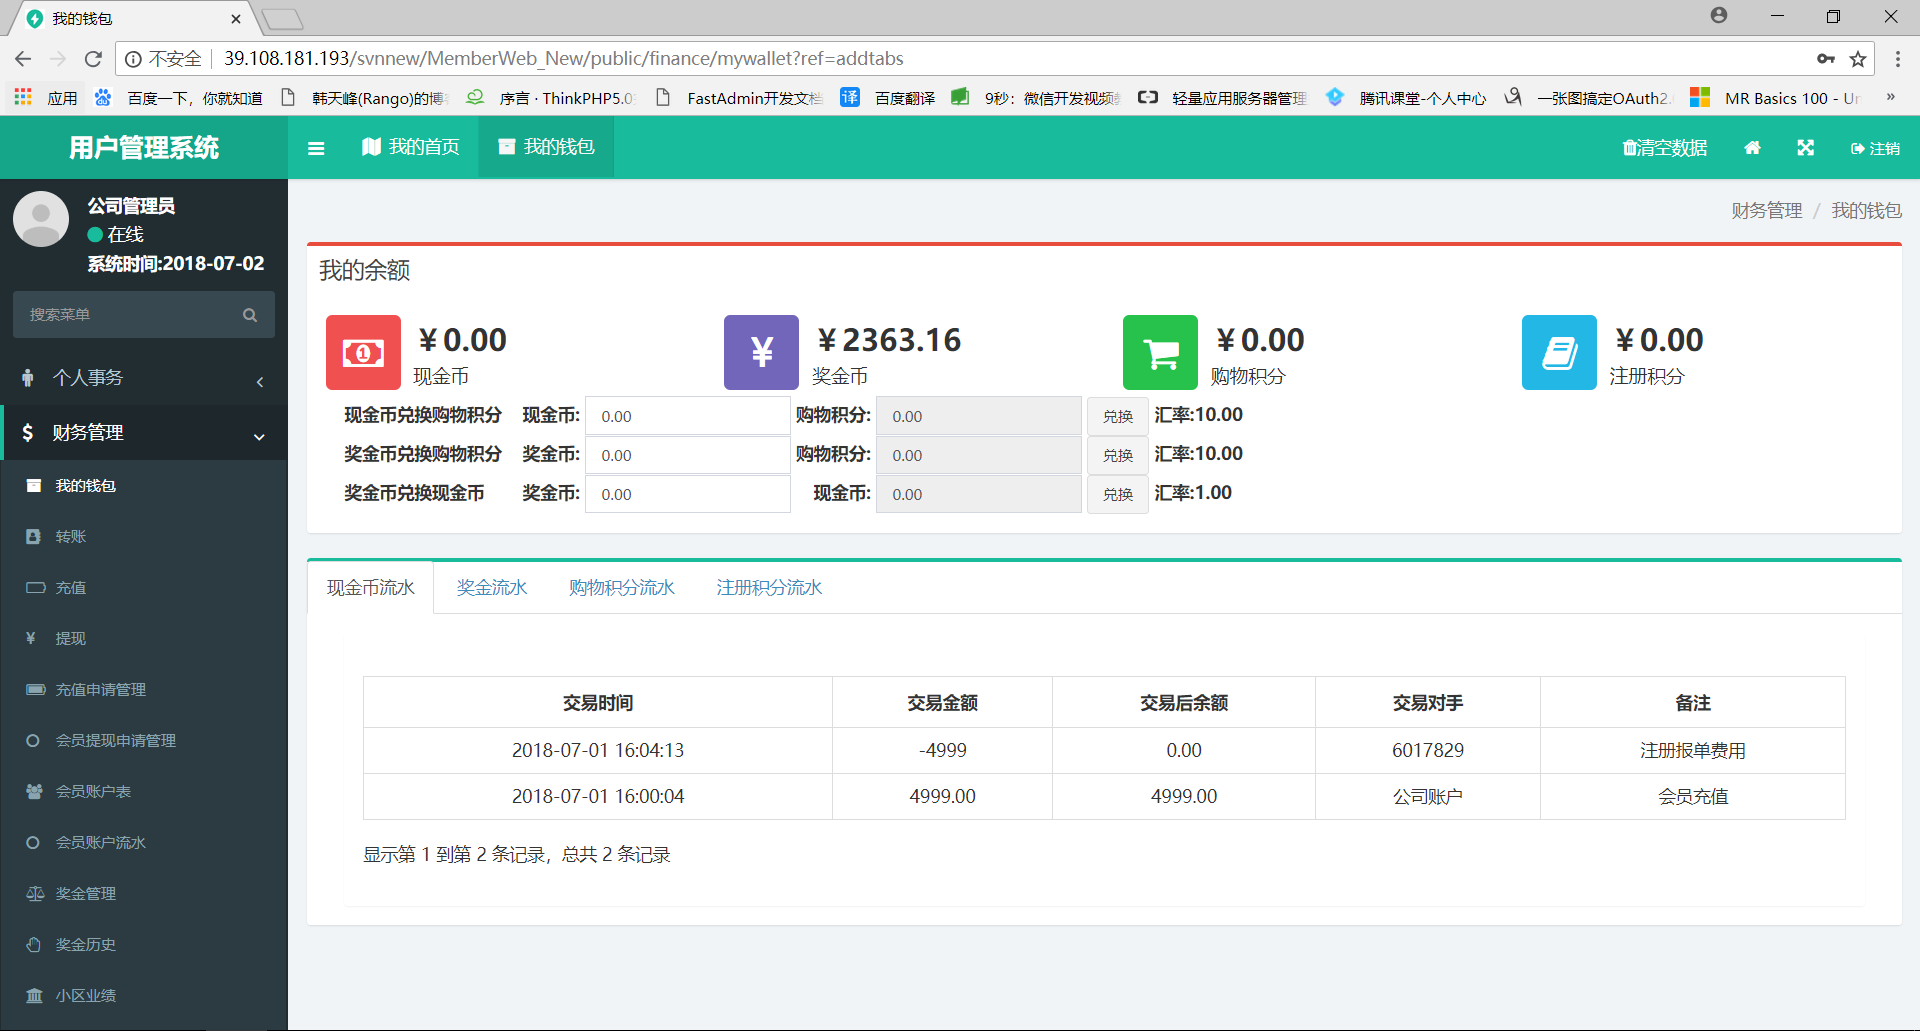 我的钱包
不安全 39.108.181.193/svnnew/MemberWeb_New/public/finance/mywallet?ref=addtabs
应用 百度一下，你就知道 韩天峰(Rango)的博 序言 · ThinkPHP5.0 FastAdmin开发文档 译 百度翻译 9秒：微信开发视频 轻量应用服务器管理 腾讯课堂-个人中心 一张图搞定OAuth2. MR Basics 100 - Un »
用户管理系统 我的首页 我的钱包 清空数据 注销
公司管理员
在线
系统时间:2018-07-02
搜索菜单
个人事务
财务管理
我的钱包
转账
充值
¥ 提现
充值申请管理
会员提现申请管理
会员账户表
会员账户流水
奖金管理
奖金历史
小区业绩
财务管理 / 我的钱包
我的余额
￥0.00
现金币
¥ ￥2363.16
奖金币
￥0.00
购物积分
￥0.00
注册积分
现金币兑换购物积分 现金币: 0.00 购物积分: 0.00 兑换 汇率:10.00
奖金币兑换购物积分 奖金币: 0.00 购物积分: 0.00 兑换 汇率:10.00
奖金币兑换现金币 奖金币: 0.00 现金币: 0.00 兑换 汇率:1.00
现金币流水 奖金流水 购物积分流水 注册积分流水
交易时间 交易金额 交易后余额 交易对手 备注
2018-07-01 16:04:13 -4999 0.00 6017829 注册报单费用
2018-07-01 16:00:04 4999.00 4999.00 公司账户 会员充值
显示第 1 到第 2 条记录，总共 2 条记录